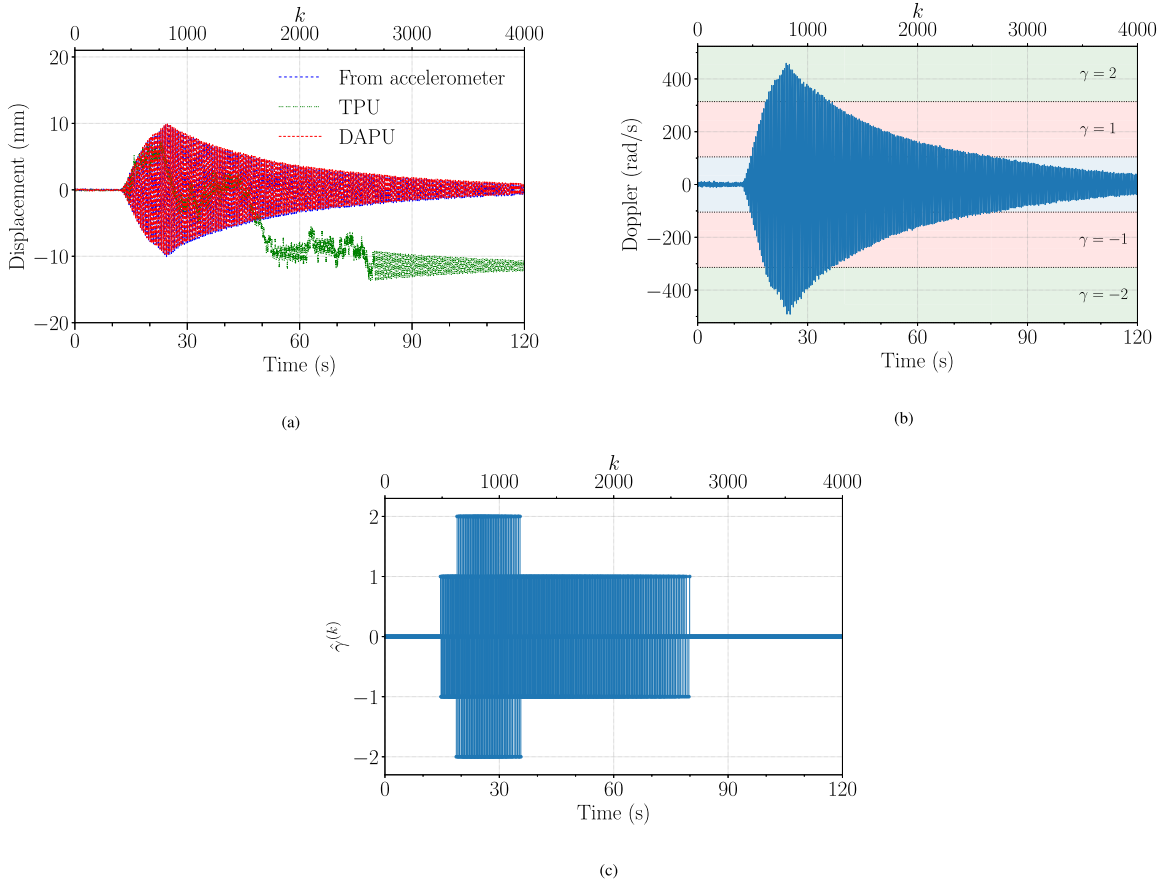 k
0 1000 2000 3000 4000
20
10
0
−10
−20
Displacement (mm)
From accelerometer
TPU
DAPU
0 30 60 90 120
Time (s)
(a)
k
0 1000 2000 3000 4000
400
200
0
−200
−400
Doppler (rad/s)
γ = 2
γ = 1
γ = −1
γ = −2
0 30 60 90 120
Time (s)
(b)
k
0 1000 2000 3000 4000
2
1
0
−1
−2
γ̂⁽ᵏ⁾
0 30 60 90 120
Time (s)
(c)